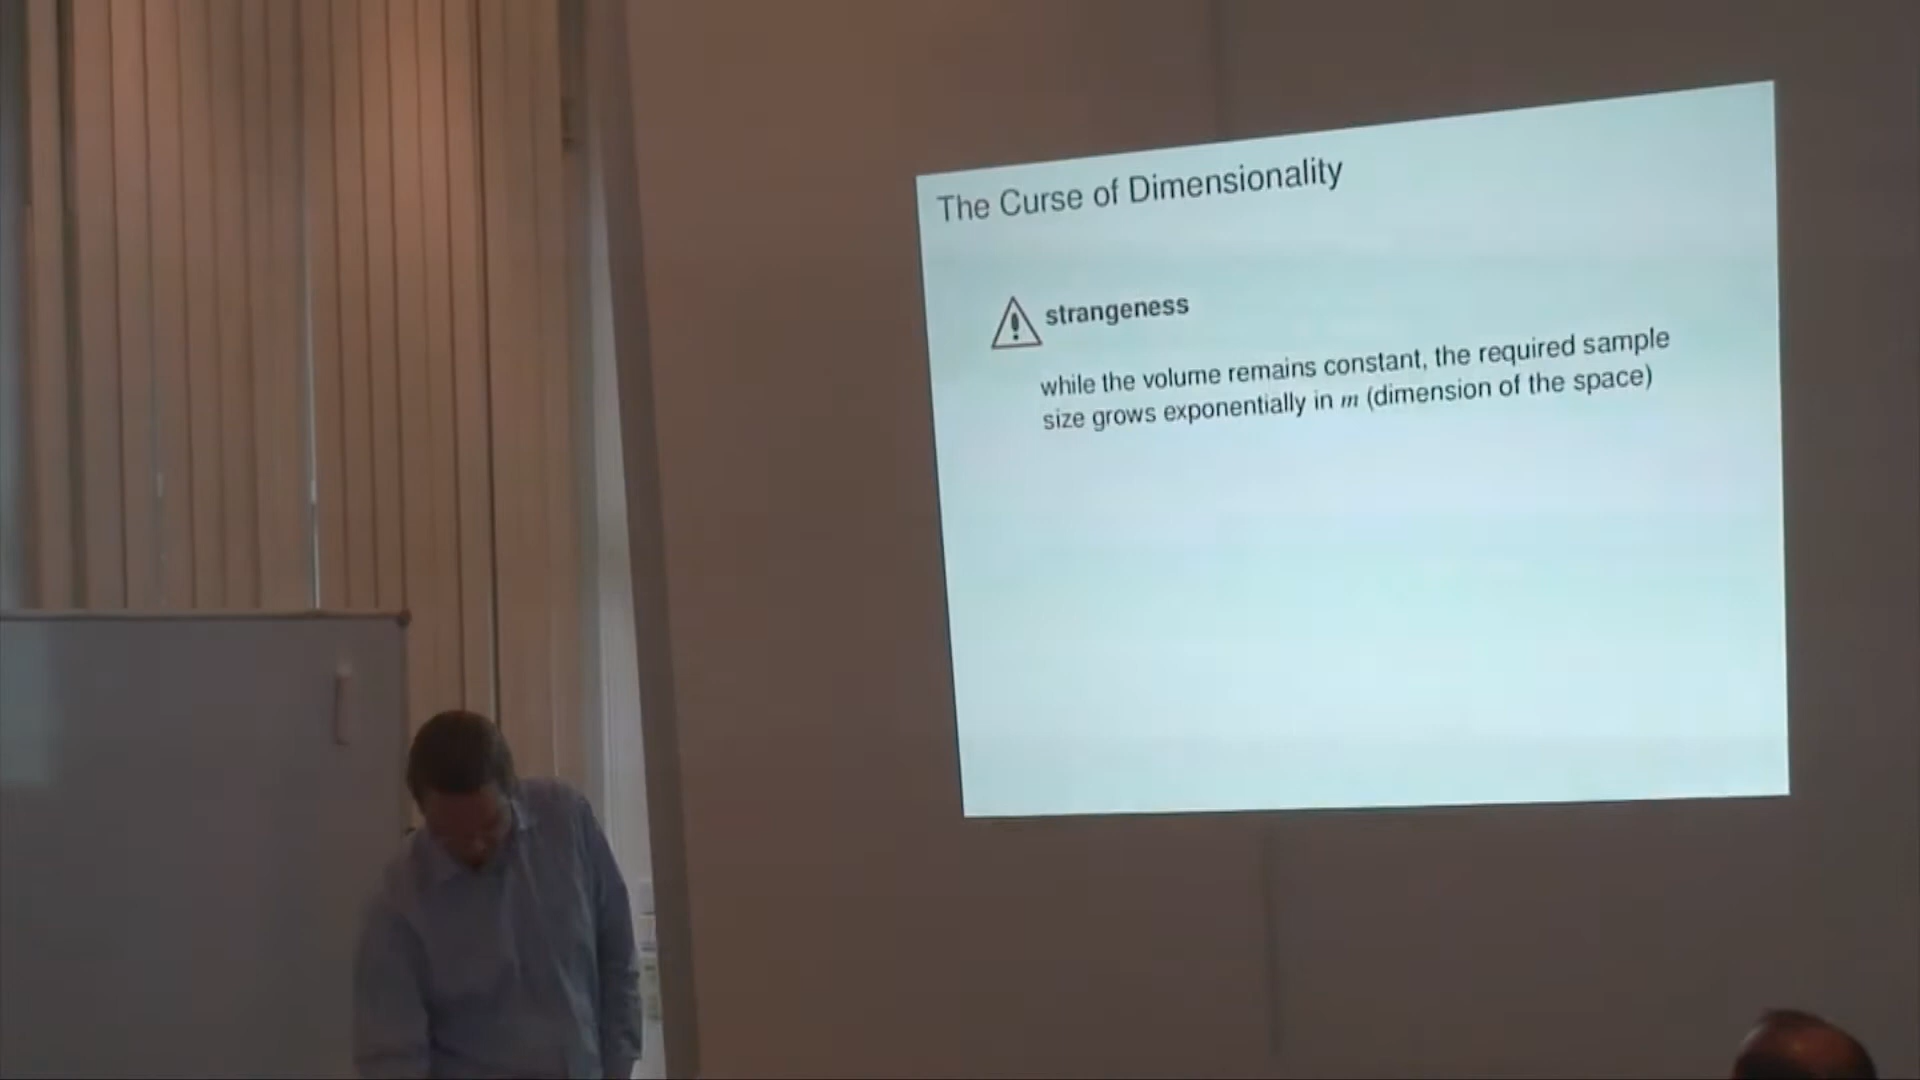 The Curse of Dimensionality
strangeness
while the volume remains constant, the required sample
size grows exponentially in m (dimension of the space)